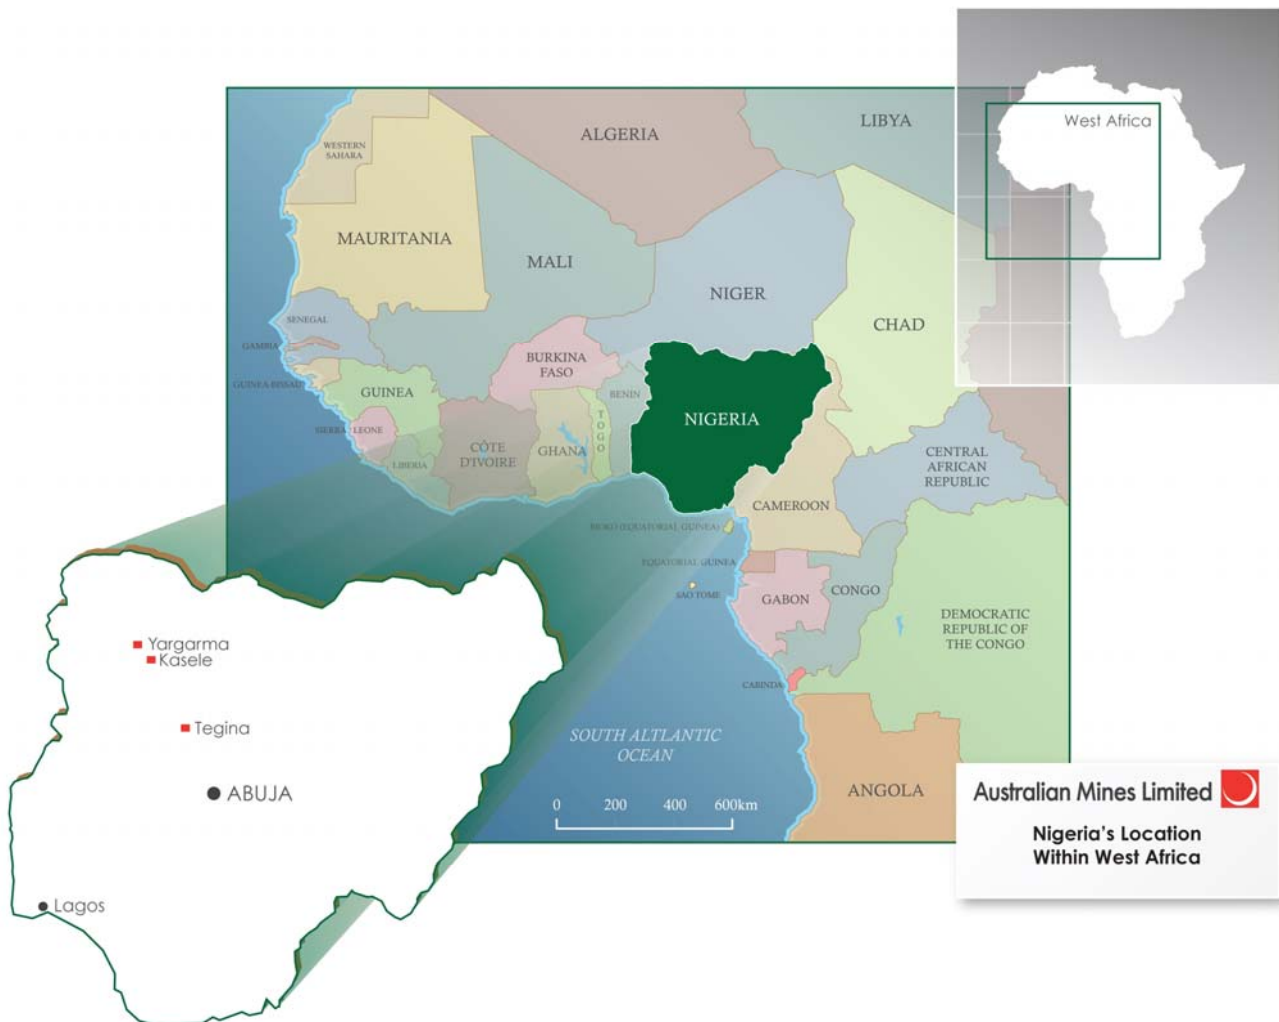 West Africa
ALGERIA
LIBYA
WESTERN
SAHARA
MAURITANIA
MALI
NIGER
CHAD
SENEGAL
GAMBIA
GUINEA-BISSAU
GUINEA
BURKINA
FASO
BENIN
NIGERIA
SIERRA LEONE
LIBERIA
CÔTE
D'IVOIRE
GHANA
TOGO
CENTRAL
AFRICAN
REPUBLIC
CAMEROON
BIOKO (EQUATORIAL GUINEA)
EQUATORIAL GUINEA
SAO TOME
GABON
CONGO
DEMOCRATIC
REPUBLIC OF
THE CONGO
CABINDA
SOUTH ALTLANTIC
OCEAN
ANGOLA
0 200 400 600km
Yargarma
Kasele
Tegina
ABUJA
Lagos
Australian Mines Limited
Nigeria's Location
Within West Africa